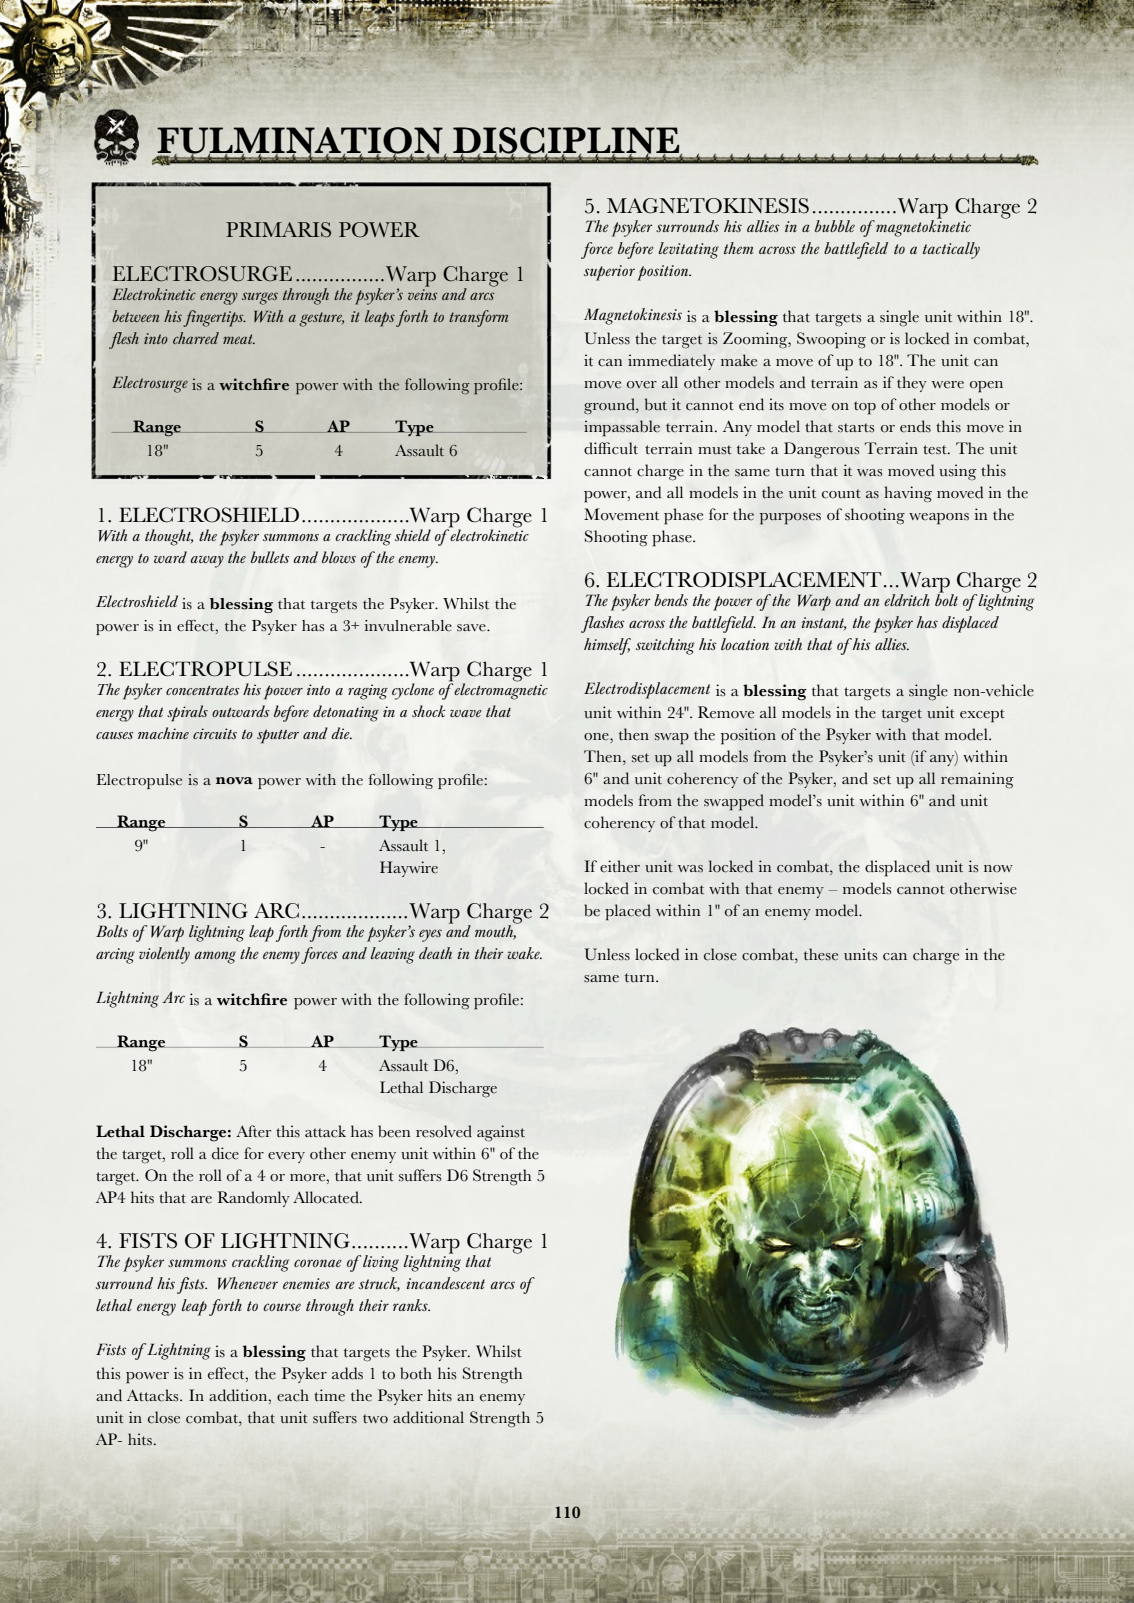 FULMINATION DISCIPLINE
PRIMARIS POWER
ELECTROSURGE................Warp Charge 1
Electrokinetic energy surges through the psyker's veins and arcs
between his fingertips. With a gesture, it leaps forth to transform
flesh into charred meat.
Electrosurge is a witchfire power with the following profile:
Range S AP Type
18" 5 4 Assault 6
1. ELECTROSHIELD...................Warp Charge 1
With a thought, the psyker summons a crackling shield of electrokinetic
energy to ward away the bullets and blows of the enemy.
Electroshield is a blessing that targets the Psyker. Whilst the
power is in effect, the Psyker has a 3+ invulnerable save.
2. ELECTROPULSE....................Warp Charge 1
The psyker concentrates his power into a raging cyclone of electromagnetic
energy that spirals outwards before detonating in a shock wave that
causes machine circuits to sputter and die.
Electropulse is a nova power with the following profile:
Range S AP Type
9" 1 - Assault 1,
Haywire
3. LIGHTNING ARC...................Warp Charge 2
Bolts of Warp lightning leap forth from the psyker's eyes and mouth,
arcing violently among the enemy forces and leaving death in their wake.
Lightning Arc is a witchfire power with the following profile:
Range S AP Type
18" 5 4 Assault D6,
Lethal Discharge
Lethal Discharge: After this attack has been resolved against
the target, roll a dice for every other enemy unit within 6" of the
target. On the roll of a 4 or more, that unit suffers D6 Strength 5
AP4 hits that are Randomly Allocated.
4. FISTS OF LIGHTNING..........Warp Charge 1
The psyker summons crackling coronae of living lightning that
surround his fists. Whenever enemies are struck, incandescent arcs of
lethal energy leap forth to course through their ranks.
Fists of Lightning is a blessing that targets the Psyker. Whilst
this power is in effect, the Psyker adds 1 to both his Strength
and Attacks. In addition, each time the Psyker hits an enemy
unit in close combat, that unit suffers two additional Strength 5
AP- hits.
5. MAGNETOKINESIS...............Warp Charge 2
The psyker surrounds his allies in a bubble of magnetokinetic
force before levitating them across the battlefield to a tactically
superior position.
Magnetokinesis is a blessing that targets a single unit within 18".
Unless the target is Zooming, Swooping or is locked in combat,
it can immediately make a move of up to 18". The unit can
move over all other models and terrain as if they were open
ground, but it cannot end its move on top of other models or
impassable terrain. Any model that starts or ends this move in
difficult terrain must take a Dangerous Terrain test. The unit
cannot charge in the same turn that it was moved using this
power, and all models in the unit count as having moved in the
Movement phase for the purposes of shooting weapons in the
Shooting phase.
6. ELECTRODISPLACEMENT...Warp Charge 2
The psyker bends the power of the Warp and an eldritch bolt of lightning
flashes across the battlefield. In an instant, the psyker has displaced
himself, switching his location with that of his allies.
Electrodisplacement is a blessing that targets a single non-vehicle
unit within 24". Remove all models in the target unit except
one, then swap the position of the Psyker with that model.
Then, set up all models from the Psyker's unit (if any) within
6" and unit coherency of the Psyker, and set up all remaining
models from the swapped model's unit within 6" and unit
coherency of that model.
If either unit was locked in combat, the displaced unit is now
locked in combat with that enemy – models cannot otherwise
be placed within 1" of an enemy model.
Unless locked in close combat, these units can charge in the
same turn.
110